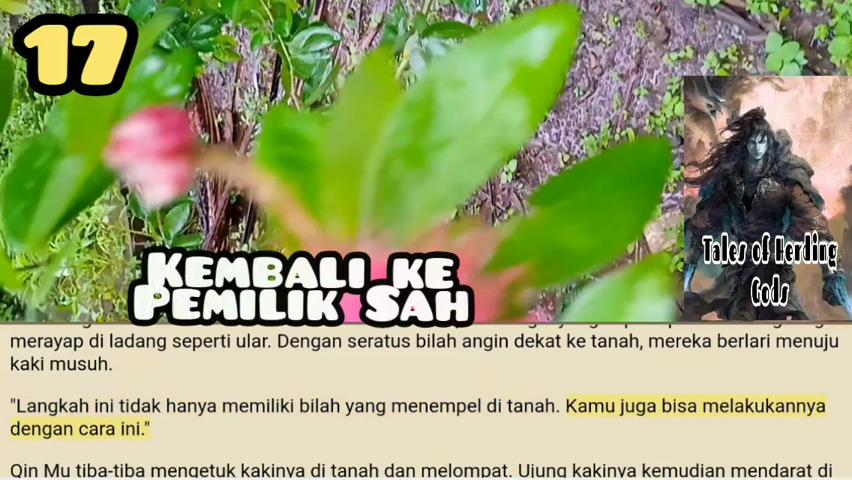 17
Tales of Herding
Gods
KEMBALI KE
PEMILIK SAH
merayap di ladang seperti ular. Dengan seratus bilah angin dekat ke tanah, mereka berlari menuju
kaki musuh.
"Langkah ini tidak hanya memiliki bilah yang menempel di tanah. Kamu juga bisa melakukannya
dengan cara ini."
Qin Mu tiba-tiba mengetuk kakinya di tanah dan melompat. Ujung kakinya kemudian mendarat di